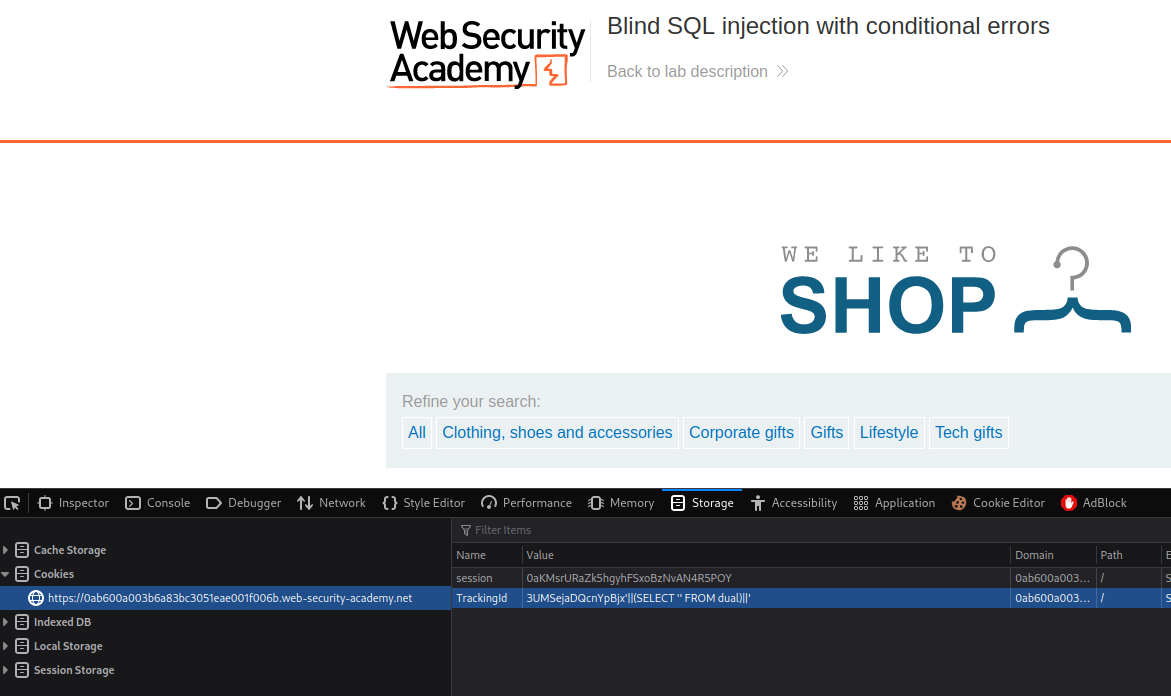 Web Security
Academy
Blind SQL injection with conditional errors
Back to lab description
WE LIKE TO
SHOP
Refine your search:
All Clothing, shoes and accessories Corporate gifts Gifts Lifestyle Tech gifts
Inspector Console Debugger Network Style Editor Performance Memory Storage Accessibility Application Cookie Editor AdBlock
Filter Items
Cache Storage
Cookies
https://0ab600a003b6a83bc3051eae001f006b.web-security-academy.net
Indexed DB
Local Storage
Session Storage
Name Value Domain Path E
session 0aKMsrURaZk5hgyhFSxoBzNvAN4R5POY 0ab600a003... / S
TrackingId 3UMSejaDQcnYpBjx'||(SELECT '' FROM dual)||' 0ab600a003... / S